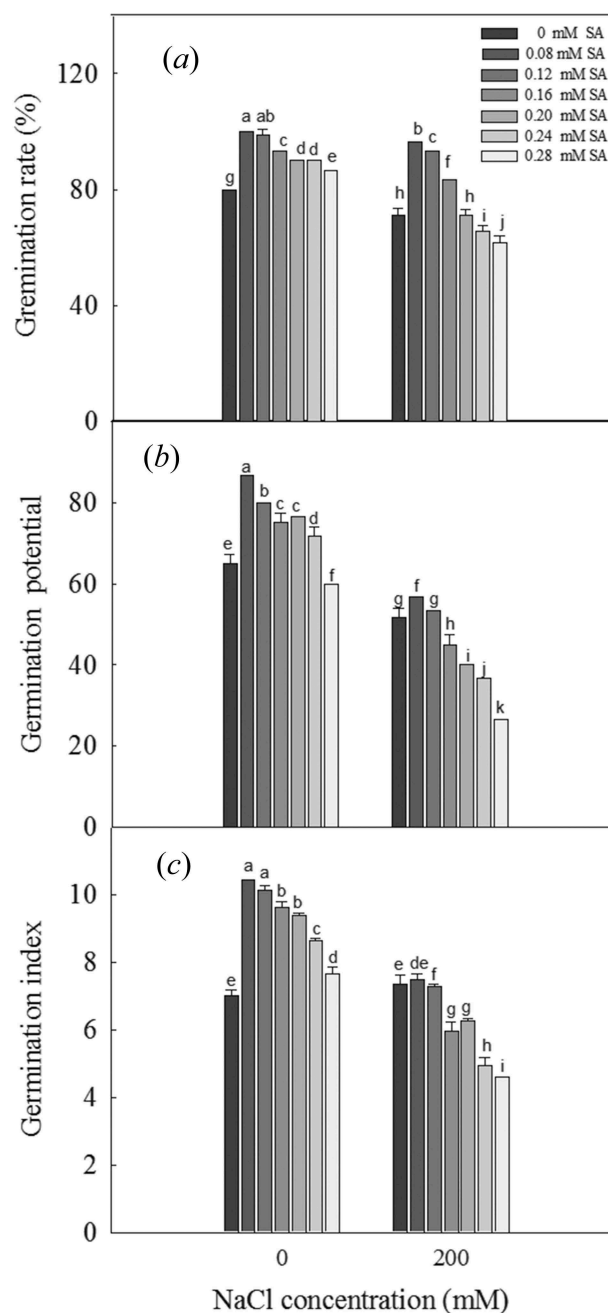 (a)
0 mM SA
0.08 mM SA
0.12 mM SA
0.16 mM SA
0.20 mM SA
0.24 mM SA
0.28 mM SA
Gremination rate (%)
120
80
40
0
g a ab c d d e
h b c f h i j
(b)
Germination potential
80
60
40
20
0
e a b c c d f
g f g h i j k
(c)
Germination index
10
8
6
4
2
0
e a a b b c d
e de f g g h i
0 200
NaCl concentration (mM)